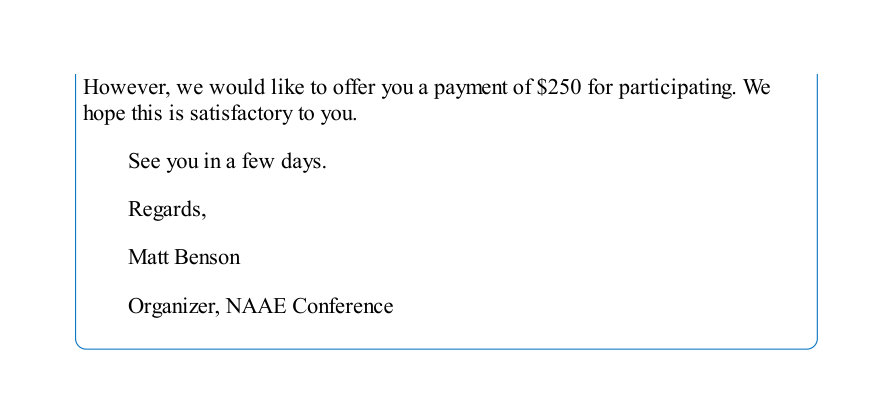 However, we would like to offer you a payment of $250 for participating. We
hope this is satisfactory to you.
See you in a few days.
Regards,
Matt Benson
Organizer, NAAE Conference